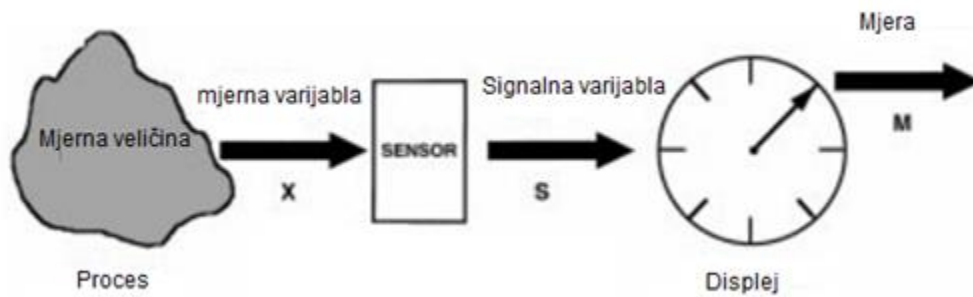 Mjera
mjerna varijabla
Signalna varijabla
Mjerna veličina
SENSOR
X
S
M
Proces
Displej